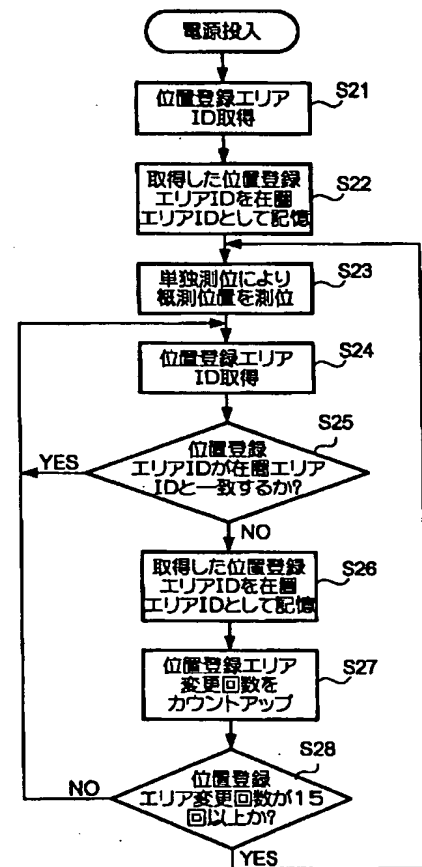 電源投入
位置登録エリア
ID取得
S21
取得した位置登録
エリアIDを在圏
エリアIDとして記憶
S22
単独測位により
概測位置を測位
S23
位置登録エリア
ID取得
S24
位置登録
エリアIDが在圏エリア
IDと一致するか?
S25
YES
NO
取得した位置登録
エリアIDを在圏
エリアIDとして記憶
S26
位置登録エリア
変更回数を
カウントアップ
S27
位置登録
エリア変更回数が15
回以上か?
S28
NO
YES